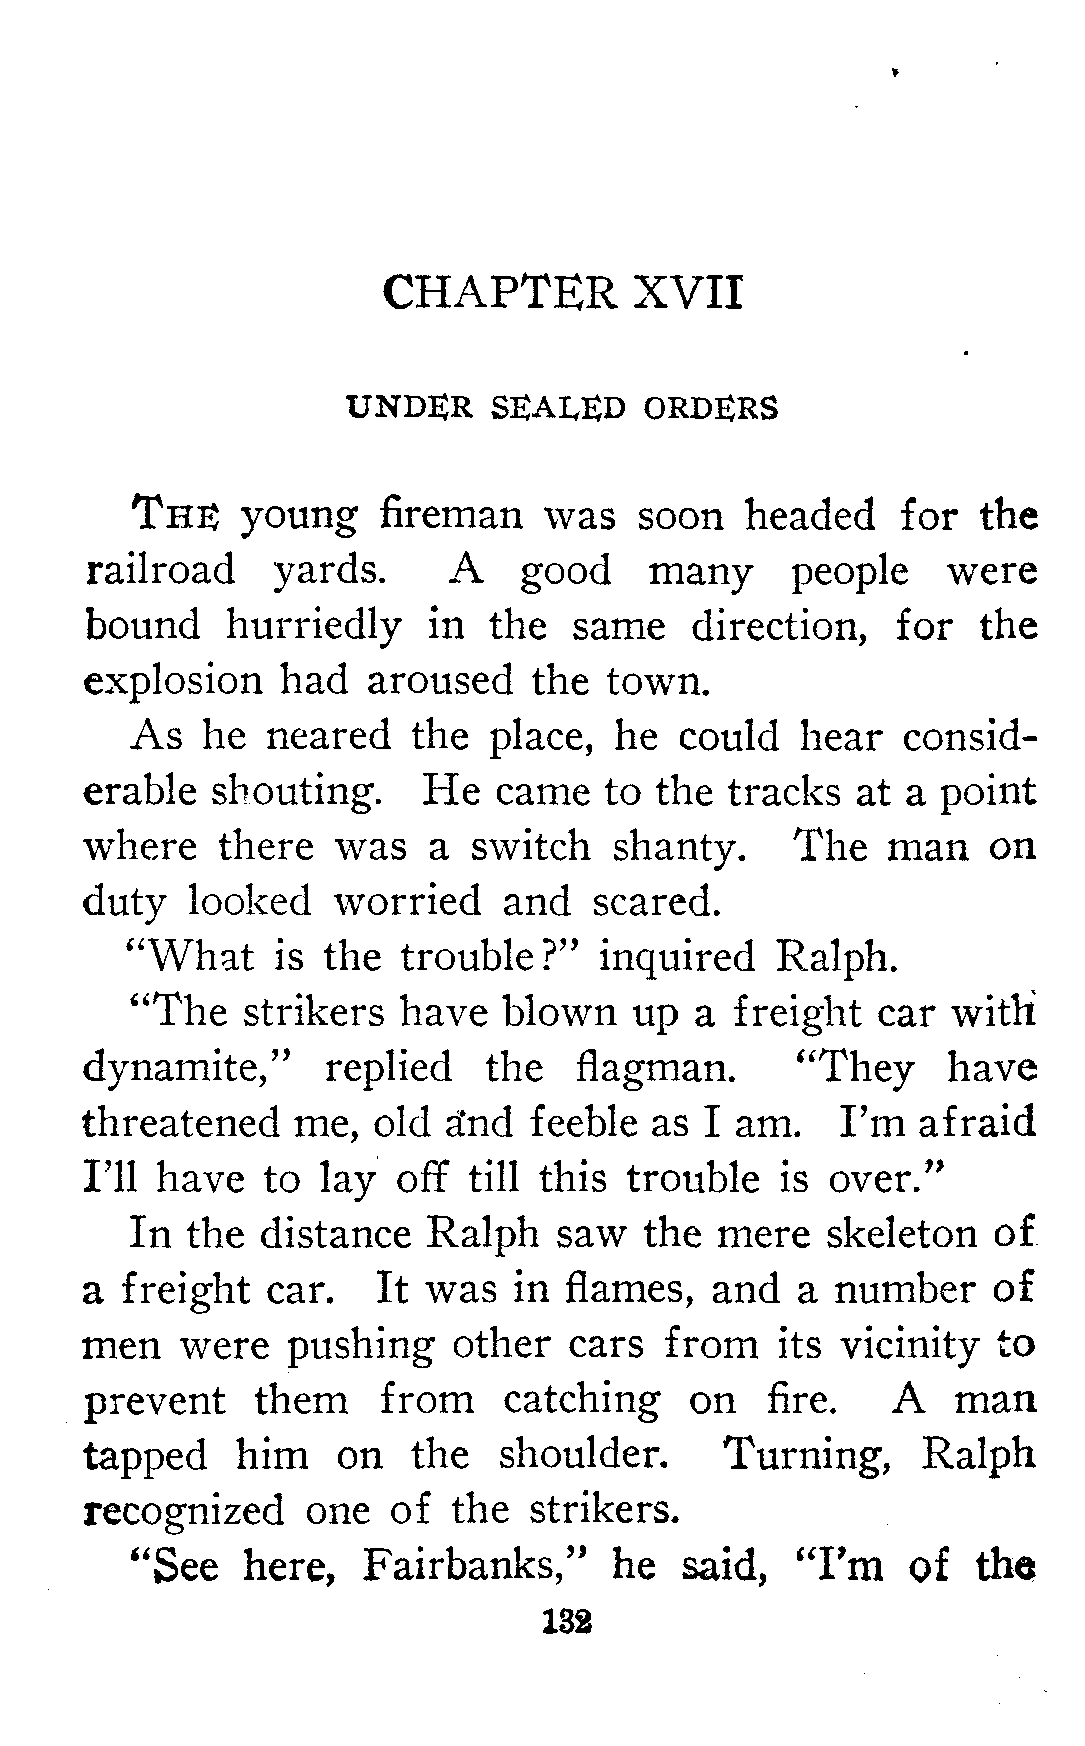 CHAPTER XVII
UNDER SEALED ORDERS
THE young fireman was soon headed for the
railroad yards. A good many people were
bound hurriedly in the same direction, for the
explosion had aroused the town.
As he neared the place, he could hear consid-
erable shouting. He came to the tracks at a point
where there was a switch shanty. The man on
duty looked worried and scared.
"What is the trouble?" inquired Ralph.
"The strikers have blown up a freight car with
dynamite," replied the flagman. "They have
threatened me, old and feeble as I am. I'm afraid
I'll have to lay off till this trouble is over."
In the distance Ralph saw the mere skeleton of
a freight car. It was in flames, and a number of
men were pushing other cars from its vicinity to
prevent them from catching on fire. A man
tapped him on the shoulder. Turning, Ralph
recognized one of the strikers.
"See here, Fairbanks," he said, "I'm of the
132